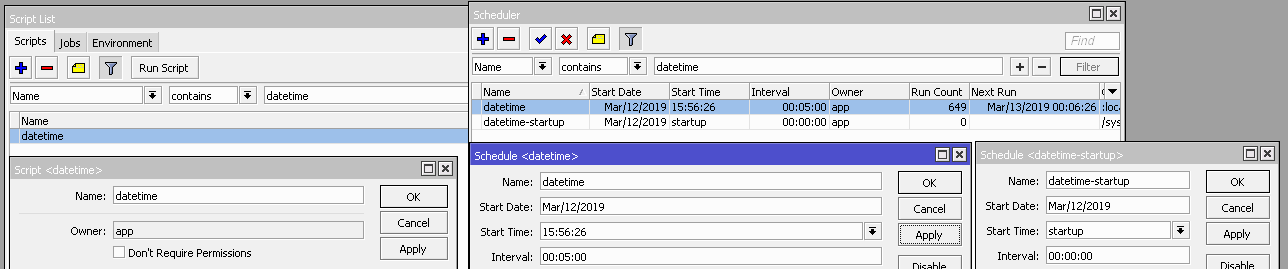 Script List
Scripts Jobs Environment
Run Script
Name contains datetime
Name
datetime
Script <datetime>
Name: datetime
OK
Cancel
Owner: app
Apply
Don't Require Permissions
Scheduler
Find
Name contains datetime
Filter
Name Start Date Start Time Interval Owner Run Count Next Run
datetime Mar/12/2019 15:56:26 00:05:00 app 649 Mar/13/2019 00:06:26 :loc
datetime-startup Mar/12/2019 startup 00:00:00 app 0 /sys
Schedule <datetime>
Name: datetime
OK
Start Date: Mar/12/2019
Cancel
Start Time: 15:56:26
Apply
Interval: 00:05:00
Disable
Schedule <datetime-startup>
Name: datetime-startup
OK
Start Date: Mar/12/2019
Cancel
Start Time: startup
Apply
Interval: 00:00:00
Disable